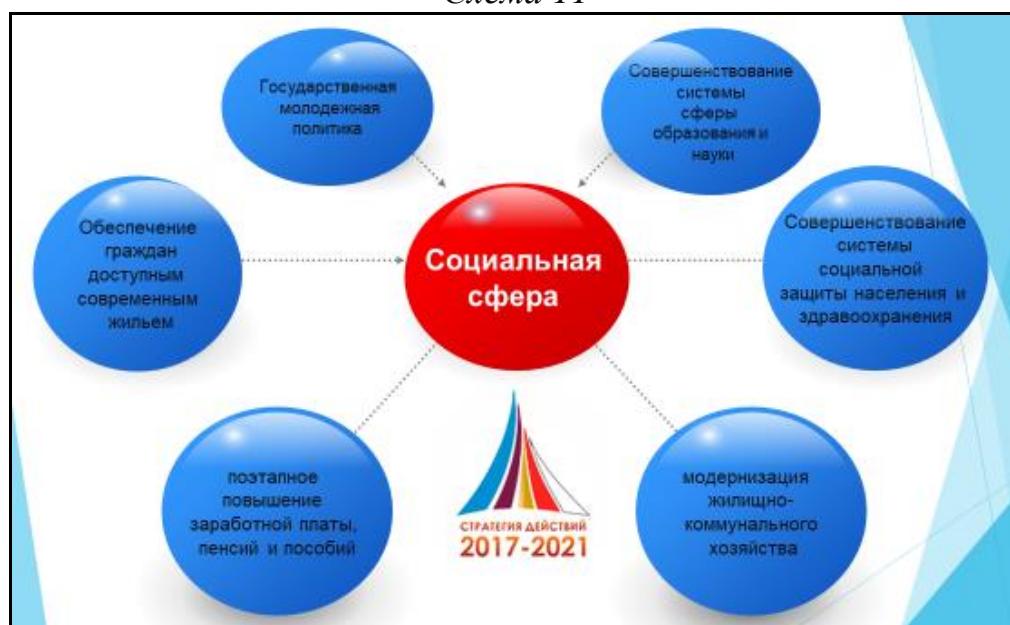 Схема 11
Государственная
молодежная
политика
Совершенствование
системы
сферы
образования и
науки
Обеспечение
граждан
доступным
современным
жильем
Социальная
сфера
Совершенствование
системы
социальной
защиты населения и
здравоохранения
поэтапное
повышение
заработной платы,
пенсий и пособий
СТРАТЕГИЯ ДЕЙСТВИЙ
2017-2021
модернизация
жилищно-
коммунального
хозяйства